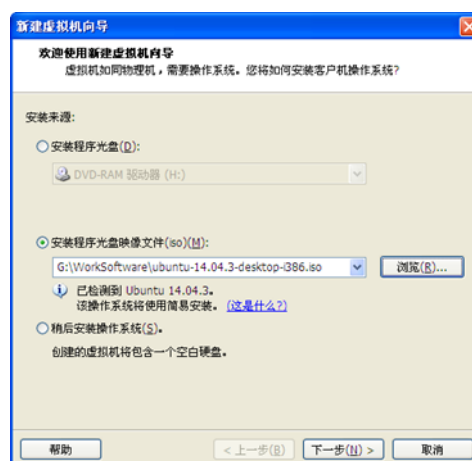 新建虚拟机向导
欢迎使用新建虚拟机向导
虚拟机如同物理机，需要操作系统。您将如何安装客户机操作系统?
安装来源:
安装程序光盘(D):
DVD-RAM 驱动器 (H:)
安装程序光盘映像文件(iso)(M):
G:\WorkSoftware\ubuntu-14.04.3-desktop-i386.iso
浏览(R)...
已检测到 Ubuntu 14.04.3。
该操作系统将使用简易安装。 (这是什么?)
稍后安装操作系统(S)。
创建的虚拟机将包含一个空白硬盘。
帮助 < 上一步(B) 下一步(N) > 取消